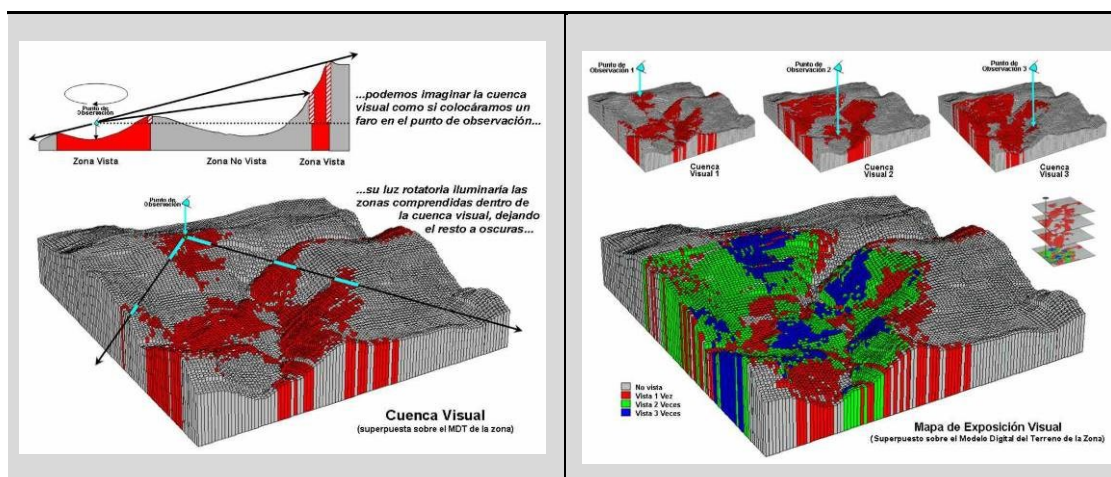 Punto de
Observación
...podemos imaginar la cuenca
visual como si colocáramos un
faro en el punto de observación...
Zona Vista
Zona No Vista
Zona Vista
...su luz rotatoria iluminaría las
zonas comprendidas dentro de
la cuenca visual, dejando
el resto a oscuras...
Punto de
Observación
Cuenca Visual
(superpuesta sobre el MDT de la zona)
Punto de
Observación 1
Punto de
Observación 2
Punto de
Observación 3
Cuenca
Visual 1
Cuenca
Visual 2
Cuenca
Visual 3
No vista
Vista 1 Vez
Vista 2 Veces
Vista 3 Veces
Mapa de Exposición Visual
(Superpuesto sobre el Modelo Digital del Terreno de la Zona)